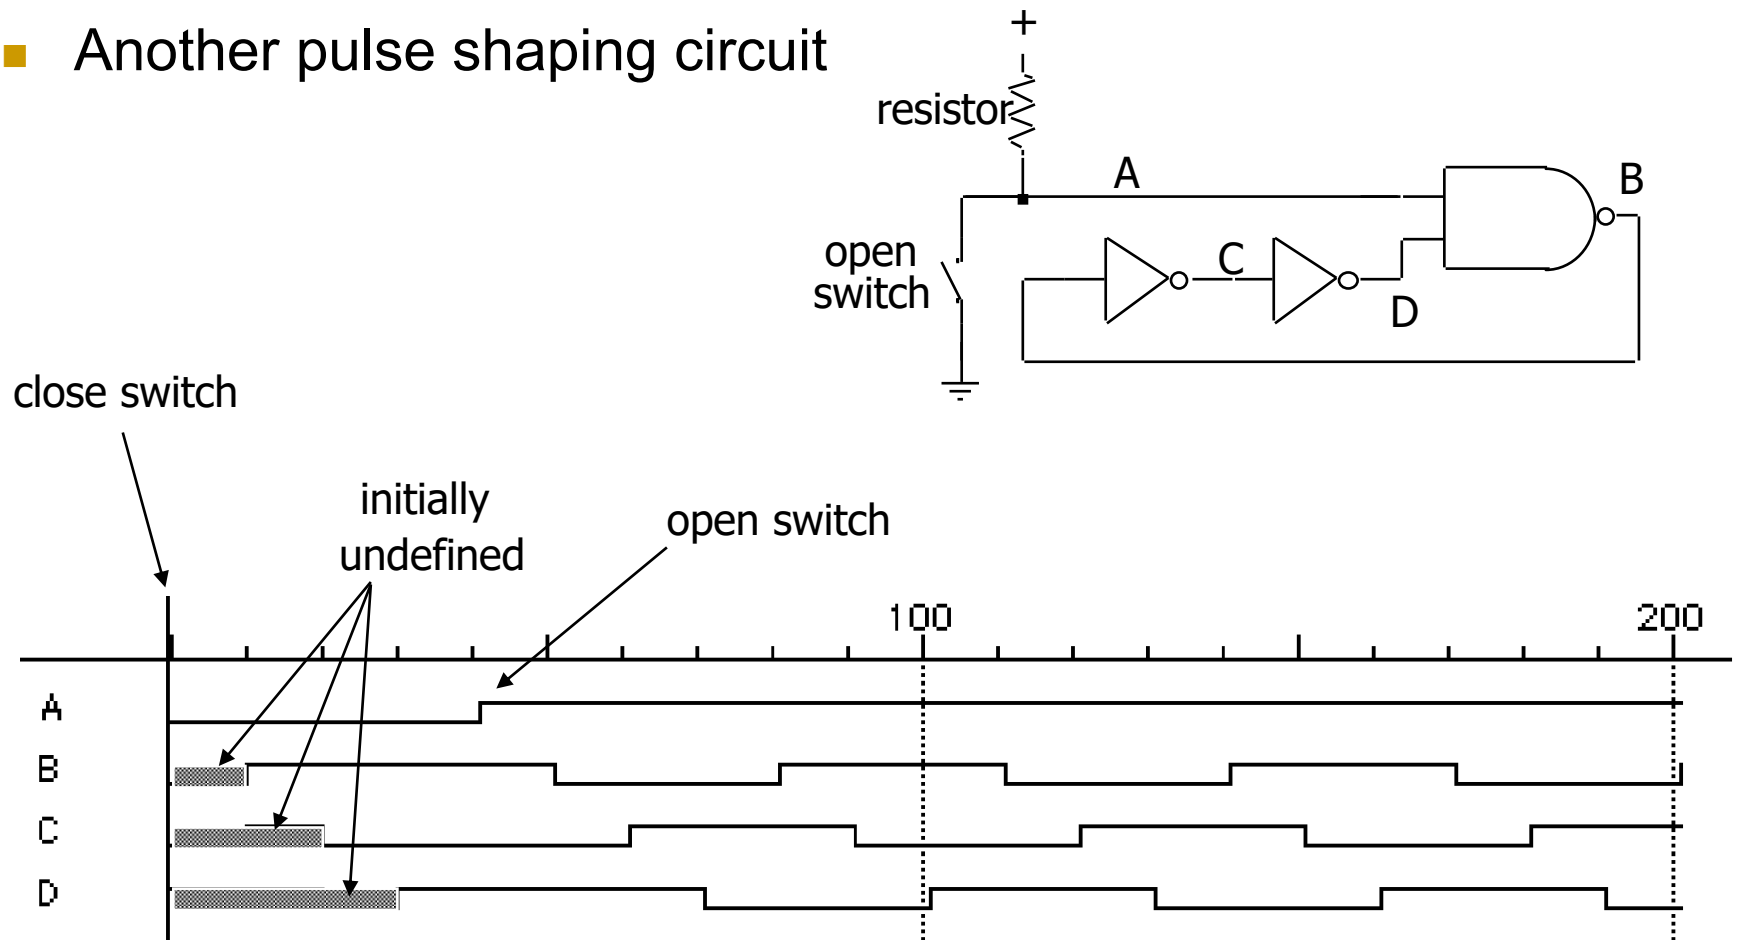 Another pulse shaping circuit
+
resistor
A
B
open
switch
C
D
close switch
initially
undefined
open switch
100
200
A
B
C
D